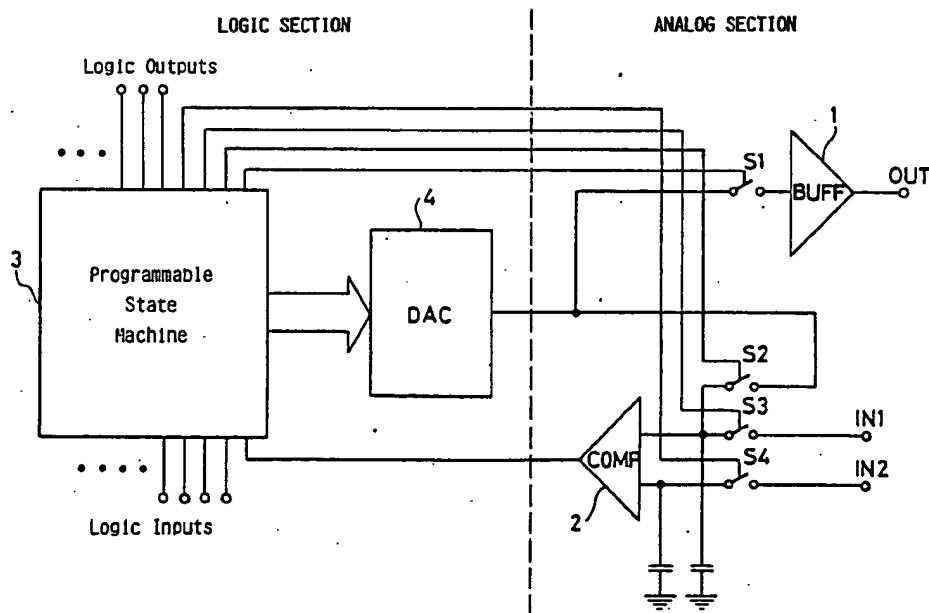 LOGIC SECTION
ANALOG SECTION
Logic Outputs
1
S1
BUFF
OUT
4
3
Programmable
State
Machine
DAC
S2
S3
IN1
COMP
S4
IN2
2
Logic Inputs